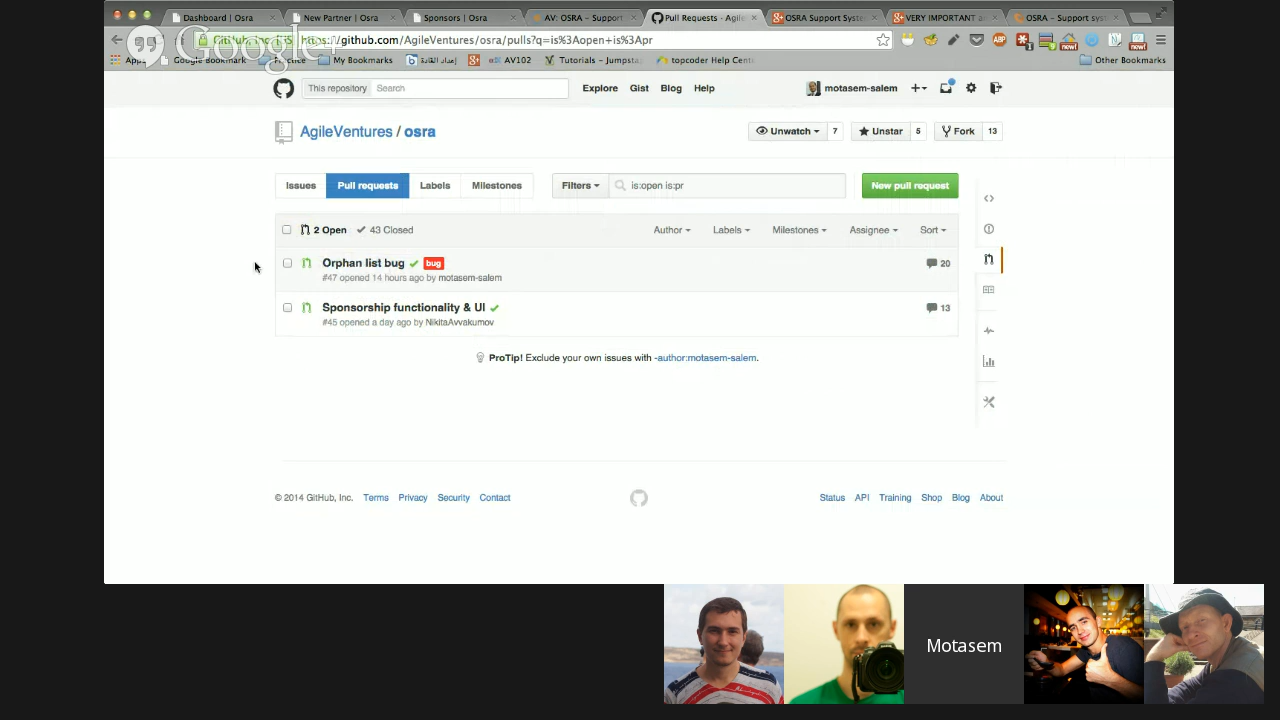 Dashboard | Osra
New Partner | Osra
Sponsors | Osra
AV: OSRA - Support
Pull Requests - Agile
OSRA Support Syste
VERY IMPORTANT a
OSRA – Support syst
Google+
GitHub, Inc. [US] https://github.com/AgileVentures/osra/pulls?q=is%3Aopen+is%3Apr
Apps
Google Bookmark
Practice
My Bookmarks
AV102
Tutorials – Jumpsta
topcoder Help Cent
Other Bookmarks
This repository
Search
Explore
Gist
Blog
Help
motasem-salem
AgileVentures / osra
Unwatch
7
Unstar
5
Fork
13
Issues
Pull requests
Labels
Milestones
Filters
is:open is:pr
New pull request
2 Open
43 Closed
Author
Labels
Milestones
Assignee
Sort
Orphan list bug
bug
20
#47 opened 14 hours ago by motasem-salem
Sponsorship functionality & UI
13
#45 opened a day ago by NikitaAvvakumov
ProTip! Exclude your own issues with -author:motasem-salem.
© 2014 GitHub, Inc.
Terms
Privacy
Security
Contact
Status
API
Training
Shop
Blog
About
Motasem